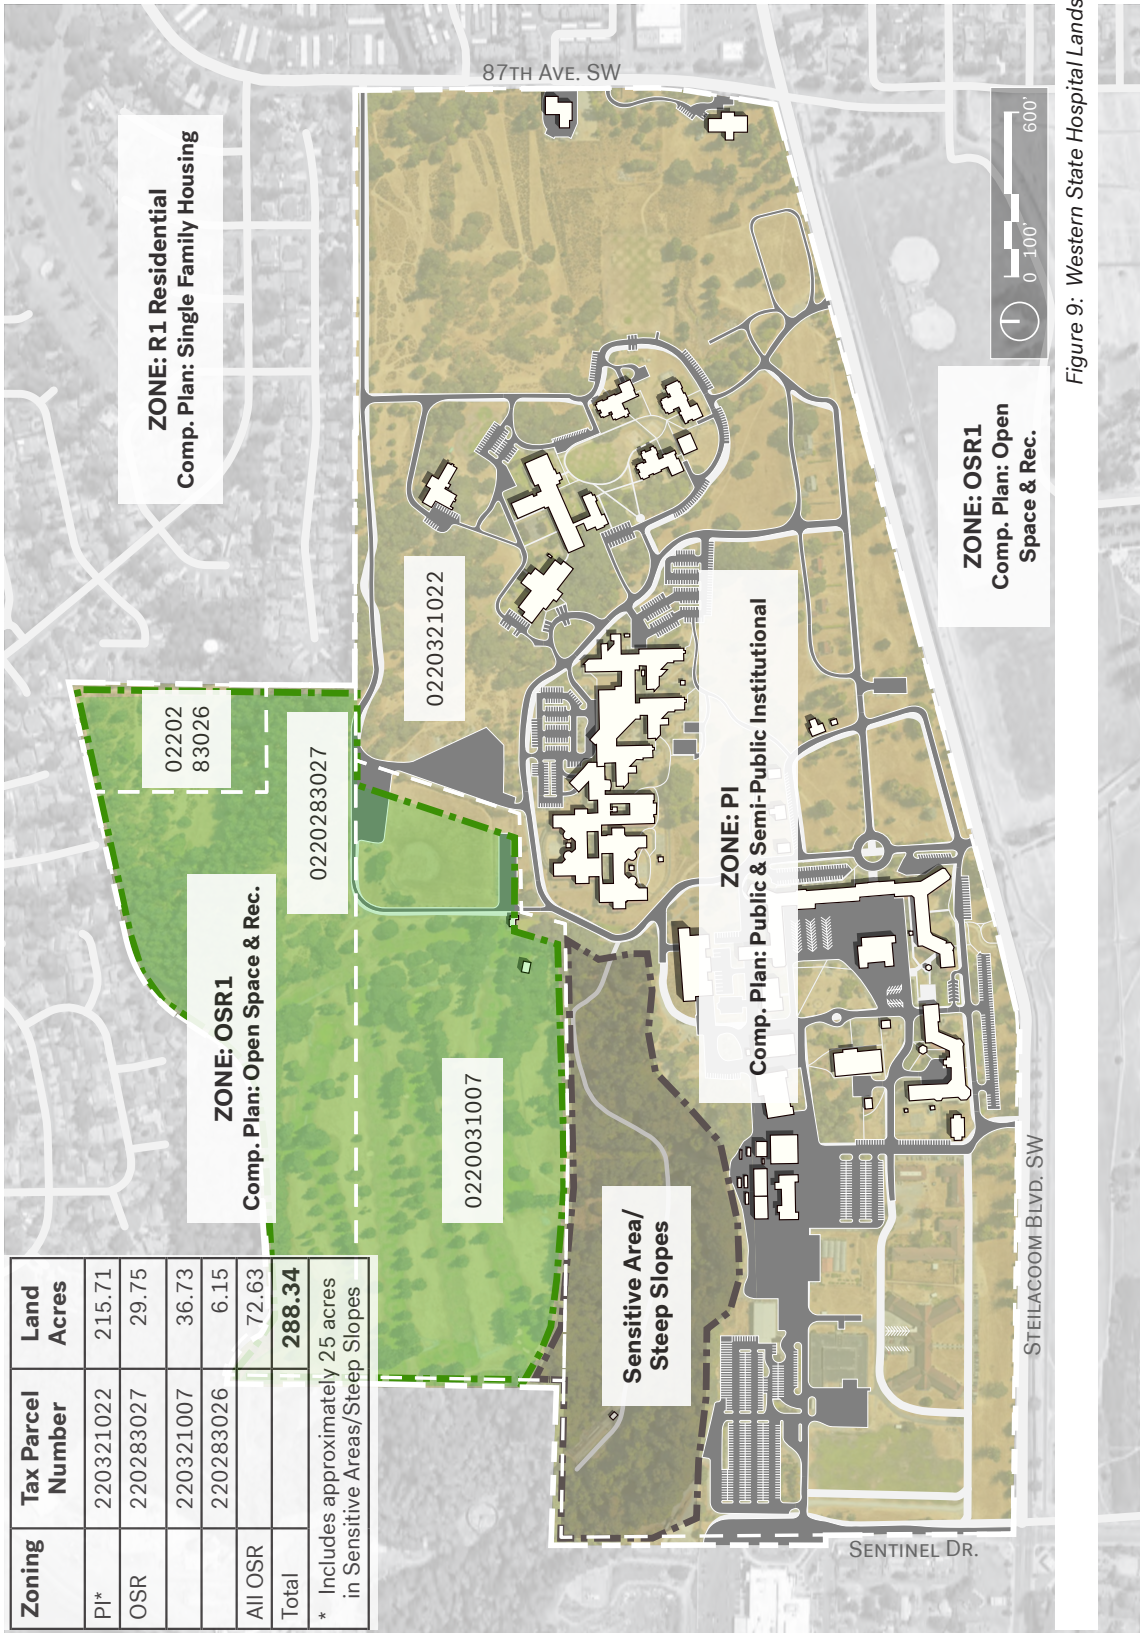 87TH AVE. SW
ZONE: R1 Residential
Comp. Plan: Single Family Housing
0 100' 600'
Figure 9: Western State Hospital Lands
ZONE: OSR1
Comp. Plan: Open
Space & Rec.
0220321022
02202
83026
0220283027
ZONE: PI
Comp. Plan: Public & Semi-Public Institutional
ZONE: OSR1
Comp. Plan: Open Space & Rec.
0220031007
Sensitive Area/
Steep Slopes
STEILACOOM BLVD. SW
SENTINEL DR.
Zoning Tax Parcel Number Land Acres
PI* 2203321022 215.71
OSR 2202283027 29.75
2203321007 36.73
2202283026 6.15
All OSR 72.63
Total 288.34
* Includes approximately 25 acres
in Sensitive Areas/Steep Slopes